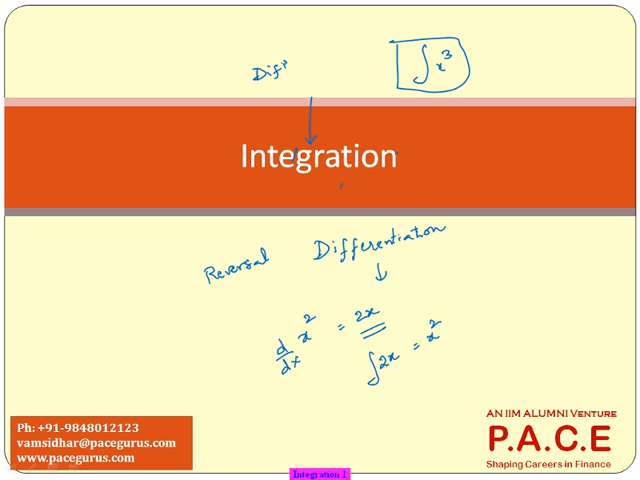 Dif
∫x³
Integration
Reversal Differentiation
d/dx x² = 2x
∫2x = x²
Ph: +91-9848012123
vamsidhar@pacegurus.com
www.pacegurus.com
AN IIM ALUMNI VENTURE
P.A.C.E
Shaping Careers in Finance
Integration 1